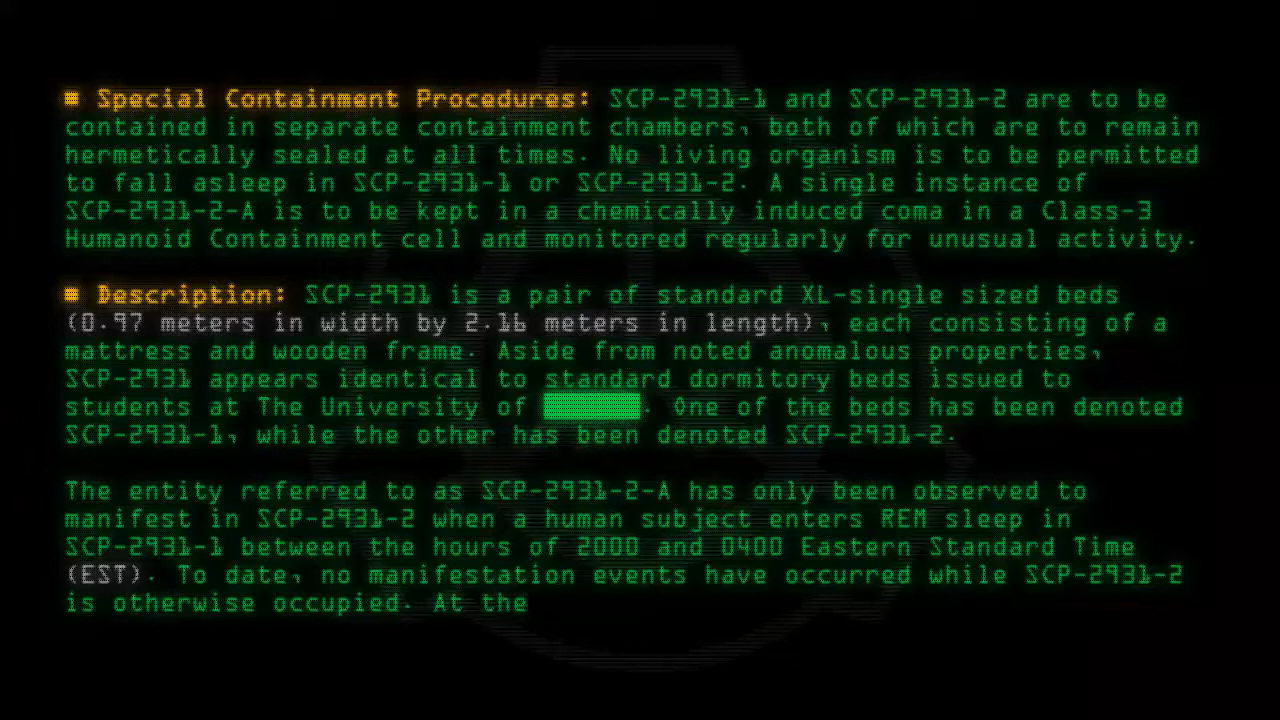 ■ Special Containment Procedures: SCP-2931-1 and SCP-2931-2 are to be
contained in separate containment chambers, both of which are to remain
hermetically sealed at all times. No living organism is to be permitted
to fall asleep in SCP-2931-1 or SCP-2931-2. A single instance of
SCP-2931-2-A is to be kept in a chemically induced coma in a Class-3
Humanoid Containment cell and monitored regularly for unusual activity.
■ Description: SCP-2931 is a pair of standard XL-single sized beds
(0.97 meters in width by 2.16 meters in length), each consisting of a
mattress and wooden frame. Aside from noted anomalous properties,
SCP-2931 appears identical to standard dormitory beds issued to
students at The University of ██████. One of the beds has been denoted
SCP-2931-1, while the other has been denoted SCP-2931-2.
The entity referred to as SCP-2931-2-A has only been observed to
manifest in SCP-2931-2 when a human subject enters REM sleep in
SCP-2931-1 between the hours of 2000 and 0400 Eastern Standard Time
(EST). To date, no manifestation events have occurred while SCP-2931-2
is otherwise occupied. At the